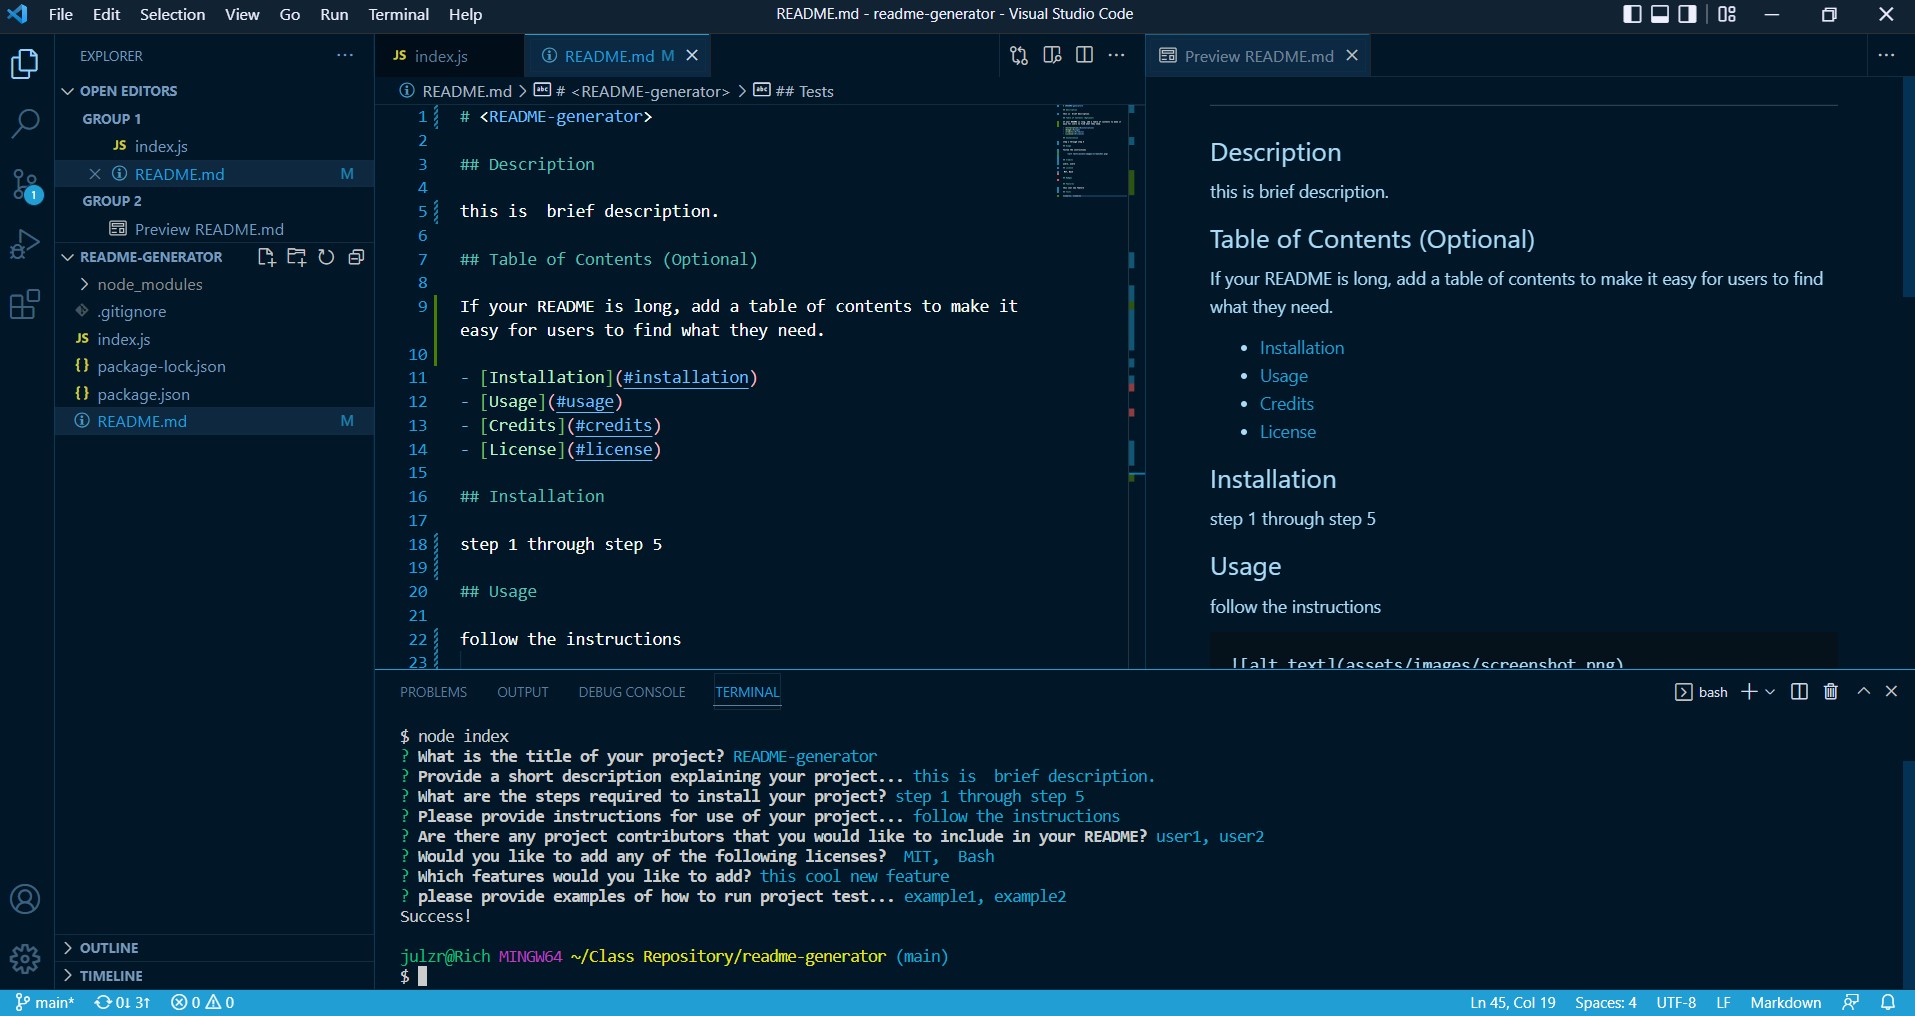 File Edit Selection View Go Run Terminal Help README.md - readme-generator - Visual Studio Code
EXPLORER
OPEN EDITORS
GROUP 1
JS index.js
README.md M
GROUP 2
Preview README.md
README-GENERATOR
node_modules
.gitignore
JS index.js
{} package-lock.json
{} package.json
README.md M
OUTLINE
TIMELINE
1
JS index.js
README.md M
README.md > # <README-generator> > ## Tests
1 # <README-generator>
2
3 ## Description
4
5 this is  brief description.
6
7 ## Table of Contents (Optional)
8
9 If your README is long, add a table of contents to make it
easy for users to find what they need.
10
11 - [Installation](#installation)
12 - [Usage](#usage)
13 - [Credits](#credits)
14 - [License](#license)
15
16 ## Installation
17
18 step 1 through step 5
19
20 ## Usage
21
22 follow the instructions
23
Preview README.md
Description
this is brief description.
Table of Contents (Optional)
If your README is long, add a table of contents to make it easy for users to find
what they need.
• Installation
• Usage
• Credits
• License
Installation
step 1 through step 5
Usage
follow the instructions
![alt text](assets/images/screenshot.png)
PROBLEMS OUTPUT DEBUG CONSOLE TERMINAL
bash
$ node index
? What is the title of your project? README-generator
? Provide a short description explaining your project... this is  brief description.
? What are the steps required to install your project? step 1 through step 5
? Please provide instructions for use of your project... follow the instructions
? Are there any project contributors that you would like to include in your README? user1, user2
? Would you like to add any of the following licenses?  MIT,  Bash
? Which features would you like to add? this cool new feature
? please provide examples of how to run project test... example1, example2
Success!
julzr@Rich MINGW64 ~/Class Repository/readme-generator (main)
$
main* 0↓ 3↑ 0 0
Ln 45, Col 19 Spaces: 4 UTF-8 LF Markdown